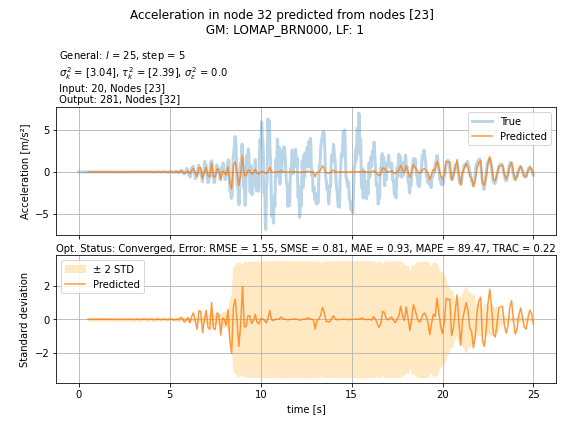 Acceleration in node 32 predicted from nodes [23]
GM: LOMAP_BRN000, LF: 1
General: l = 25, step = 5
σ²ₖ = [3.04], τ²ₖ = [2.39], σ²ₑ = 0.0
Input: 20, Nodes [23]
Output: 281, Nodes [32]
Acceleration [m/s²]
5
0
−5
True
Predicted
Opt. Status: Converged, Error: RMSE = 1.55, SMSE = 0.81, MAE = 0.93, MAPE = 89.47, TRAC = 0.22
Standard deviation
2
0
−2
± 2 STD
Predicted
0 5 10 15 20 25
time [s]